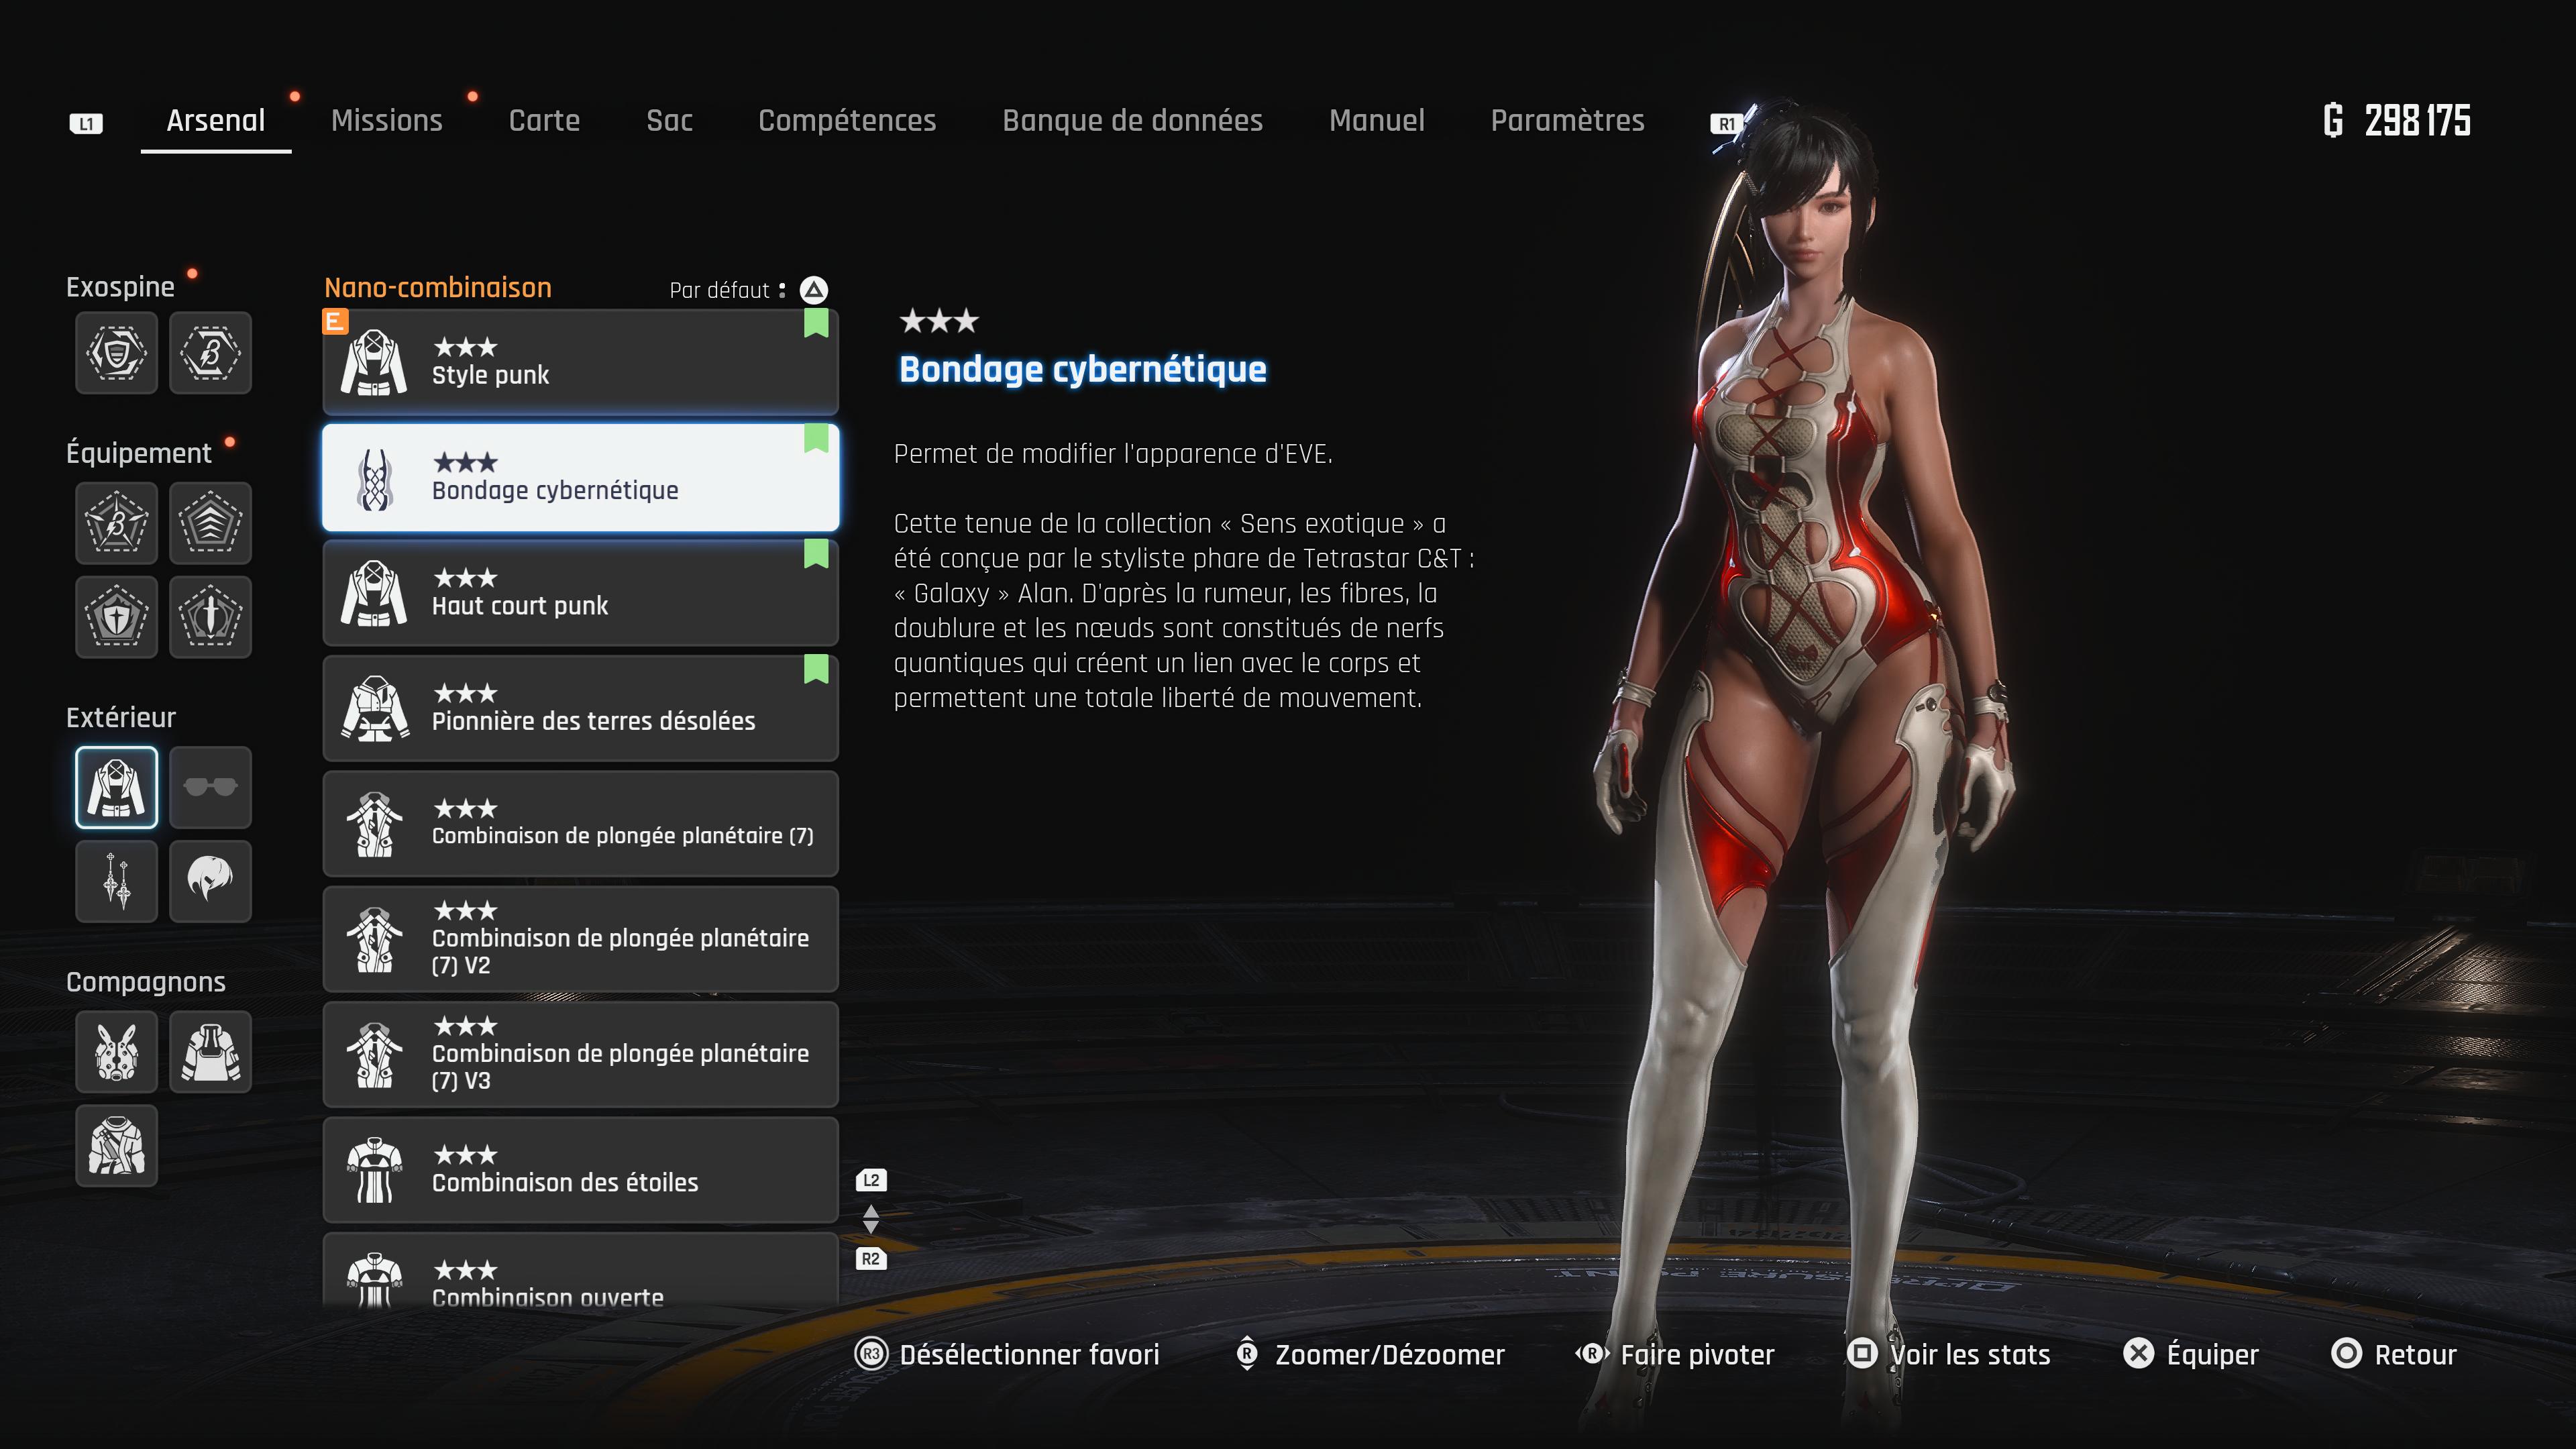 L1
Arsenal
Missions
Carte
Sac
Compétences
Banque de données
Manuel
Paramètres
R1
298 175
Exospine
Équipement
Extérieur
Compagnons
Nano-combinaison
Par défaut :
E
Style punk
Bondage cybernétique
Haut court punk
Pionnière des terres désolées
Combinaison de plongée planétaire (7)
Combinaison de plongée planétaire
(7) V2
Combinaison de plongée planétaire
(7) V3
Combinaison des étoiles
Combinaison ouverte
L2
R2
Bondage cybernétique
Permet de modifier l'apparence d'EVE.
Cette tenue de la collection « Sens exotique » a
été conçue par le styliste phare de Tetrastar C&T :
« Galaxy » Alan. D'après la rumeur, les fibres, la
doublure et les nœuds sont constitués de nerfs
quantiques qui créent un lien avec le corps et
permettent une totale liberté de mouvement.
R3 Désélectionner favori
R Zoomer/Dézoomer
R Faire pivoter
Voir les stats
Équiper
Retour